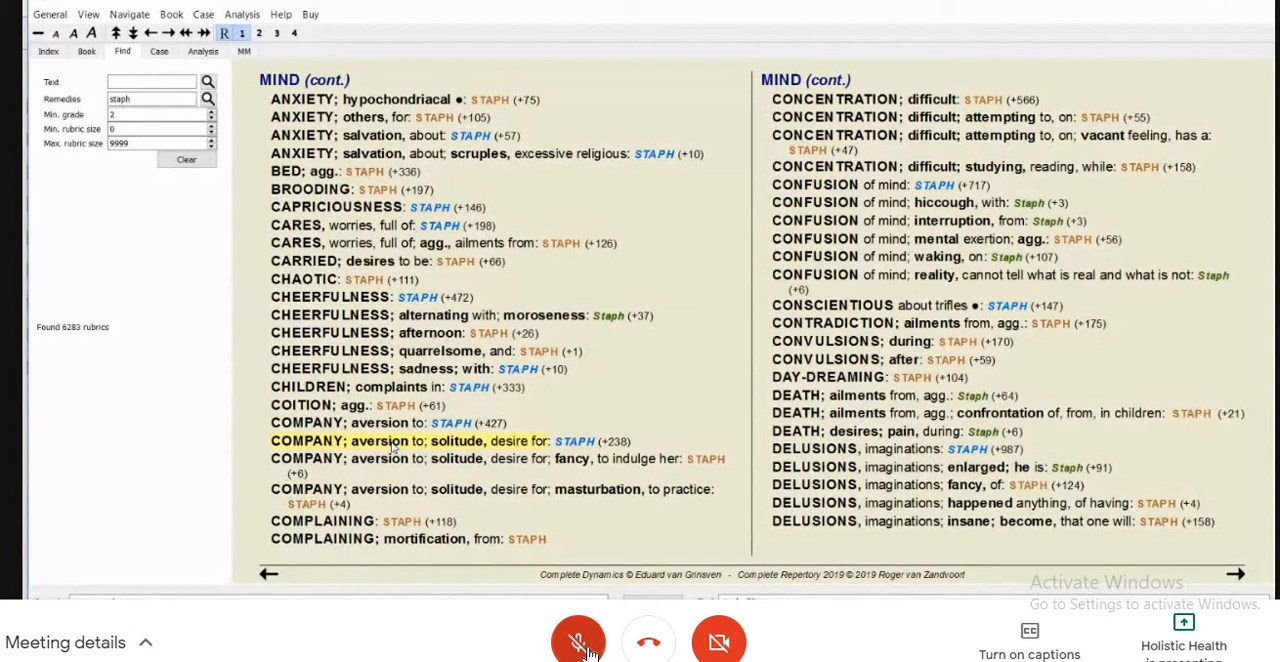 General View Navigate Book Case Analysis Help Buy
A A A R 1 2 3 4
Index Book Find Case Analysis MM
Text
Remedies staph
Min. grade 2
Min. rubric size 0
Max. rubric size 9999
Clear
Found 6283 rubrics
MIND (cont.)
ANXIETY; hypochondriacal ●: STAPH (+75)
ANXIETY; others, for: STAPH (+105)
ANXIETY; salvation, about: STAPH (+57)
ANXIETY; salvation, about; scruples, excessive religious: STAPH (+10)
BED; agg.: STAPH (+336)
BROODING: STAPH (+197)
CAPRICIOUSNESS: STAPH (+146)
CARES, worries, full of: STAPH (+198)
CARES, worries, full of; agg., ailments from: STAPH (+126)
CARRIED; desires to be: STAPH (+66)
CHAOTIC: STAPH (+111)
CHEERFULNESS: STAPH (+472)
CHEERFULNESS; alternating with; moroseness: Staph (+37)
CHEERFULNESS; afternoon: STAPH (+26)
CHEERFULNESS; quarrelsome, and: STAPH (+1)
CHEERFULNESS; sadness; with: STAPH (+10)
CHILDREN; complaints in: STAPH (+333)
COITION; agg.: STAPH (+61)
COMPANY; aversion to: STAPH (+427)
COMPANY; aversion to; solitude, desire for: STAPH (+238)
COMPANY; aversion to; solitude, desire for; fancy, to indulge her: STAPH
(+6)
COMPANY; aversion to; solitude, desire for; masturbation, to practice:
STAPH (+4)
COMPLAINING: STAPH (+118)
COMPLAINING; mortification, from: STAPH
MIND (cont.)
CONCENTRATION; difficult: STAPH (+566)
CONCENTRATION; difficult; attempting to, on: STAPH (+55)
CONCENTRATION; difficult; attempting to, on; vacant feeling, has a:
STAPH (+47)
CONCENTRATION; difficult; studying, reading, while: STAPH (+158)
CONFUSION of mind: STAPH (+717)
CONFUSION of mind; hiccough, with: Staph (+3)
CONFUSION of mind; interruption, from: Staph (+3)
CONFUSION of mind; mental exertion; agg.: STAPH (+56)
CONFUSION of mind; waking, on: Staph (+107)
CONFUSION of mind; reality, cannot tell what is real and what is not: Staph
(+6)
CONSCIENTIOUS about trifles ●: STAPH (+147)
CONTRADICTION; ailments from, agg.: STAPH (+175)
CONVULSIONS; during: STAPH (+170)
CONVULSIONS; after: STAPH (+59)
DAY-DREAMING: STAPH (+104)
DEATH; ailments from, agg.: Staph (+64)
DEATH; ailments from, agg.; confrontation of, from, in children: STAPH (+21)
DEATH; desires; pain, during: Staph (+6)
DELUSIONS, imaginations: STAPH (+987)
DELUSIONS, imaginations; enlarged; he is: Staph (+91)
DELUSIONS, imaginations; fancy, of: STAPH (+124)
DELUSIONS, imaginations; happened anything, of having: STAPH (+4)
DELUSIONS, imaginations; insane; become, that one will: STAPH (+158)
Complete Dynamics © Eduard van Grinsven - Complete Repertory 2019 © 2019 Roger van Zandvoort
Activate Windows
Go to Settings to activate Windows.
Meeting details
CC
Turn on captions
Holistic Health
is presenting